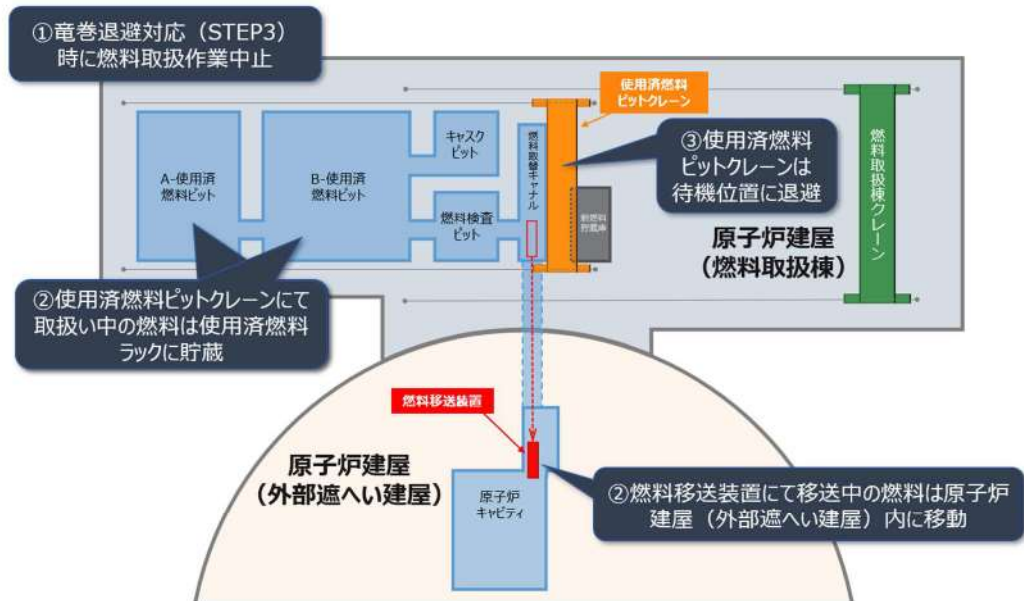 ①竜巻退避対応（STEP3）
時に燃料取扱作業中止
使用済燃料
ピットクレーン
A-使用済
燃料ピット
B-使用済
燃料ピット
キャスク
ピット
燃料検査
ピット
燃料取替キャナル
新燃料
貯蔵庫
③使用済燃料
ピットクレーンは
待機位置に退避
原子炉建屋
（燃料取扱棟）
燃料取扱棟クレーン
②使用済燃料ピットクレーンにて
取扱い中の燃料は使用済燃料
ラックに貯蔵
燃料移送装置
原子炉建屋
（外部遮へい建屋）
原子炉
キャビティ
②燃料移送装置にて移送中の燃料は原子炉
建屋（外部遮へい建屋）内に移動